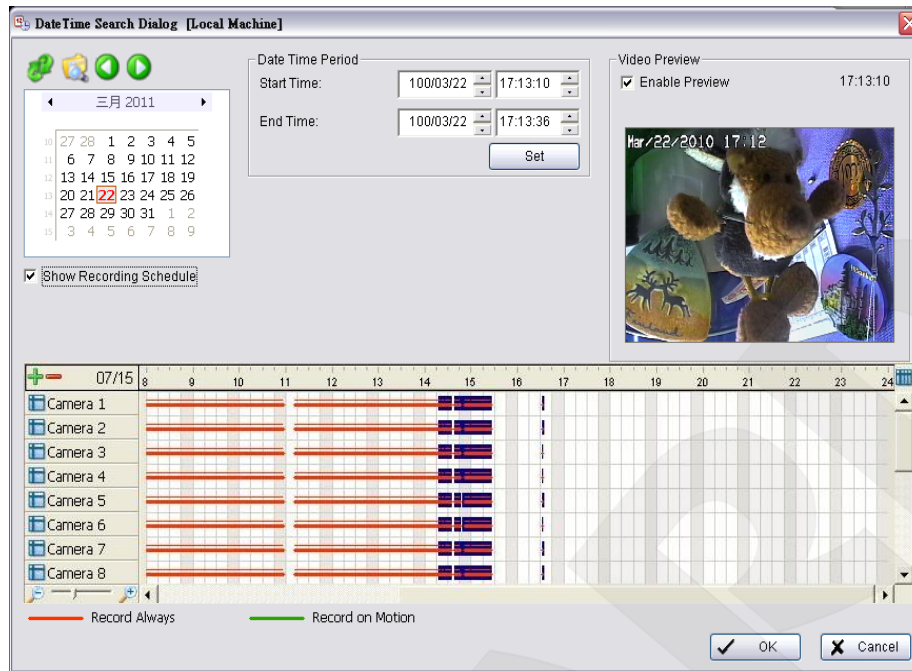 DateTime Search Dialog [Local Machine]
三月 2011
10 27 28 1 2 3 4 5
11 6 7 8 9 10 11 12
12 13 14 15 16 17 18 19
13 20 21 22 23 24 25 26
14 27 28 29 30 31 1 2
15 3 4 5 6 7 8 9
Show Recording Schedule
Date Time Period
Start Time: 100/03/22 17:13:10
End Time: 100/03/22 17:13:36
Set
Video Preview
Enable Preview 17:13:10
Mar/22/2010 17:12
07/15 8 9 10 11 12 13 14 15 16 17 18 19 20 21 22 23 24
Camera 1
Camera 2
Camera 3
Camera 4
Camera 5
Camera 6
Camera 7
Camera 8
Record Always Record on Motion
OK Cancel